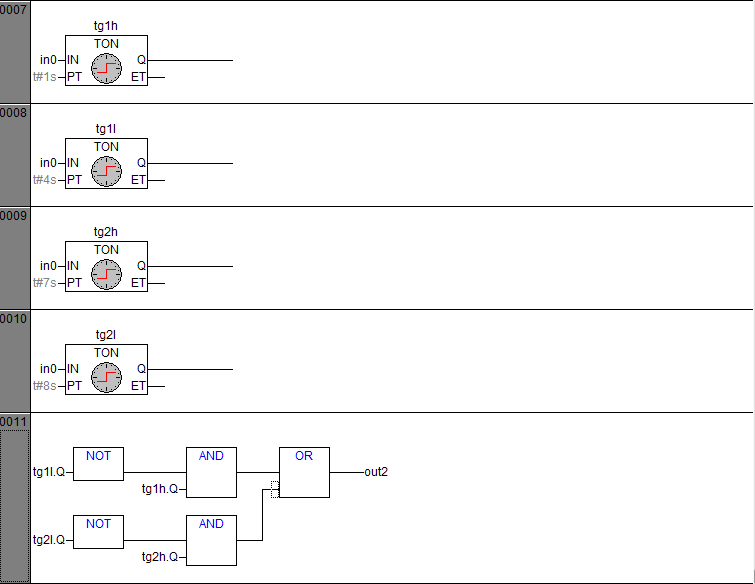 0007
tg1h
TON
in0 IN Q
t#1s PT ET
0008
tg1l
TON
in0 IN Q
t#4s PT ET
0009
tg2h
TON
in0 IN Q
t#7s PT ET
0010
tg2l
TON
in0 IN Q
t#8s PT ET
0011
NOT AND OR
tg1l.Q out2
tg1h.Q
NOT AND
tg2l.Q
tg2h.Q